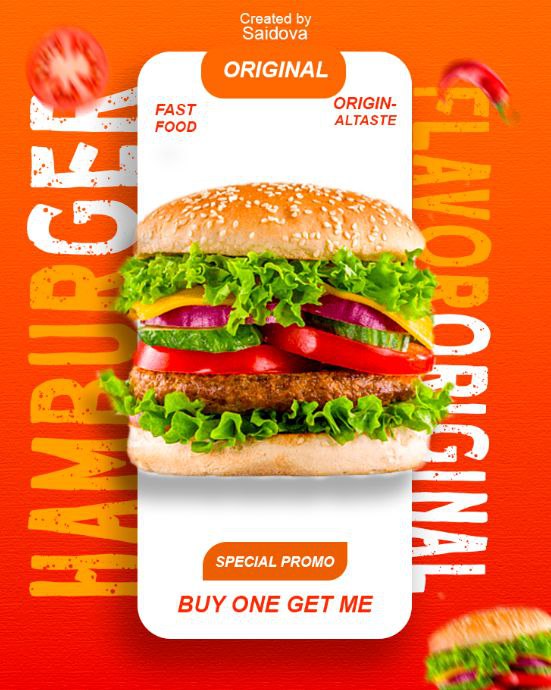 Created by
Saidova
ORIGINAL
FAST
FOOD
ORIGIN-
ALTASTE
HAMBURGER
FLAVORORIGINAL
SPECIAL PROMO
BUY ONE GET ME